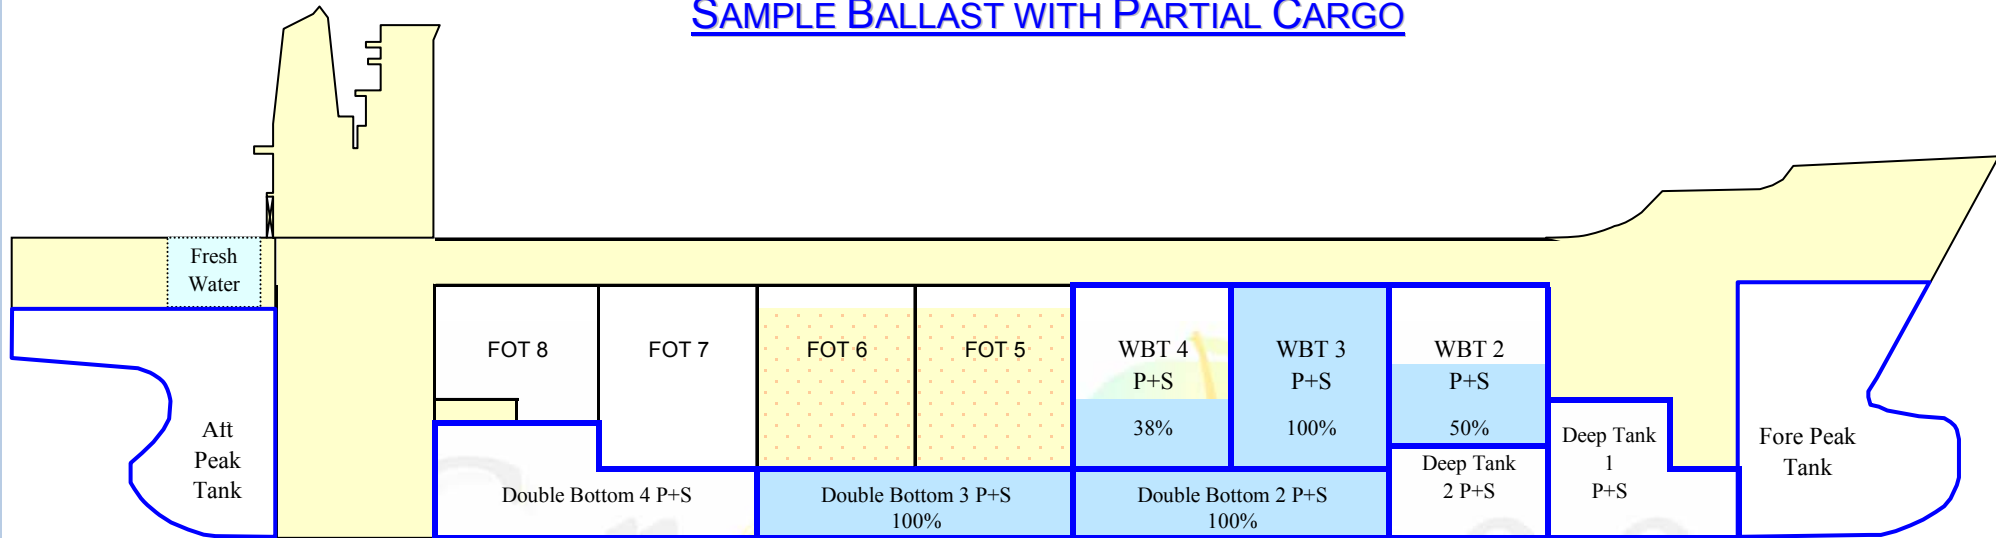 SAMPLE BALLAST WITH PARTIAL CARGO
Fresh
Water
FOT 8
FOT 7
FOT 6
FOT 5
WBT 4
P+S
38%
WBT 3
P+S
100%
WBT 2
P+S
50%
Aft
Peak
Tank
Double Bottom 4 P+S
Double Bottom 3 P+S
100%
Double Bottom 2 P+S
100%
Deep Tank
2 P+S
Deep Tank
1
P+S
Fore Peak
Tank